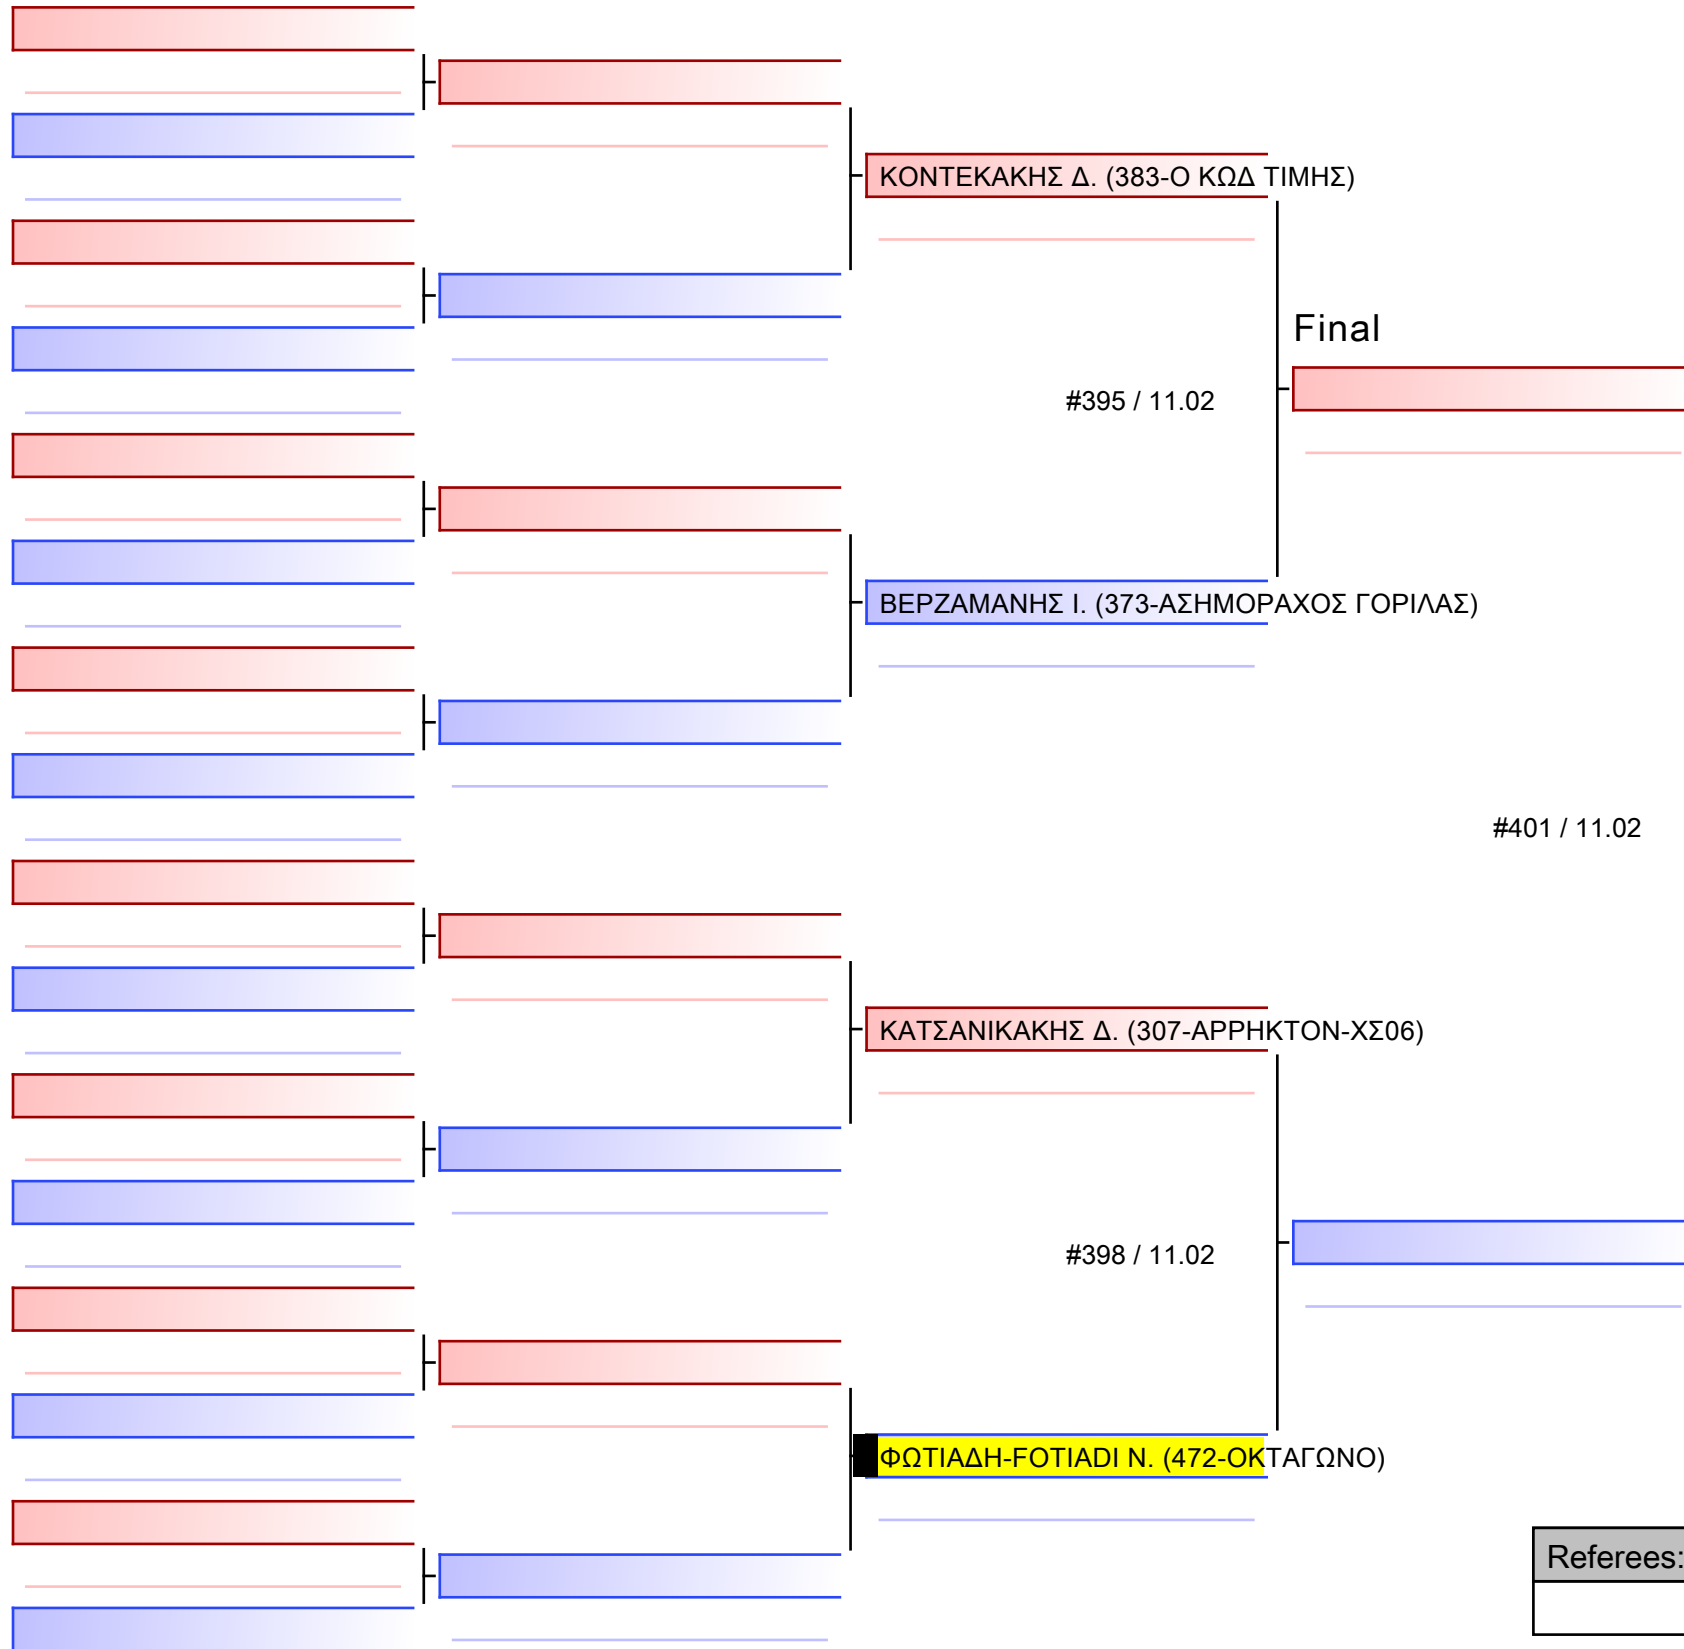 ΚΟΝΤΕΚΑΚΗΣ Δ. (383-Ο ΚΩΔ ΤΙΜΗΣ)
Final
#395 / 11.02
ΒΕΡΖΑΜΑΝΗΣ Ι. (373-ΑΣΗΜΟΡΑΧΟΣ ΓΟΡΙΛΑΣ)
#401 / 11.02
ΚΑΤΣΑΝΙΚΑΚΗΣ Δ. (307-ΑΡΡΗΚΤΟΝ-ΧΣ06)
#398 / 11.02
ΦΩΤΙΑΔΗ-FOTIADI Ν. (472-ΟΚΤΑΓΩΝΟ)
Referees: